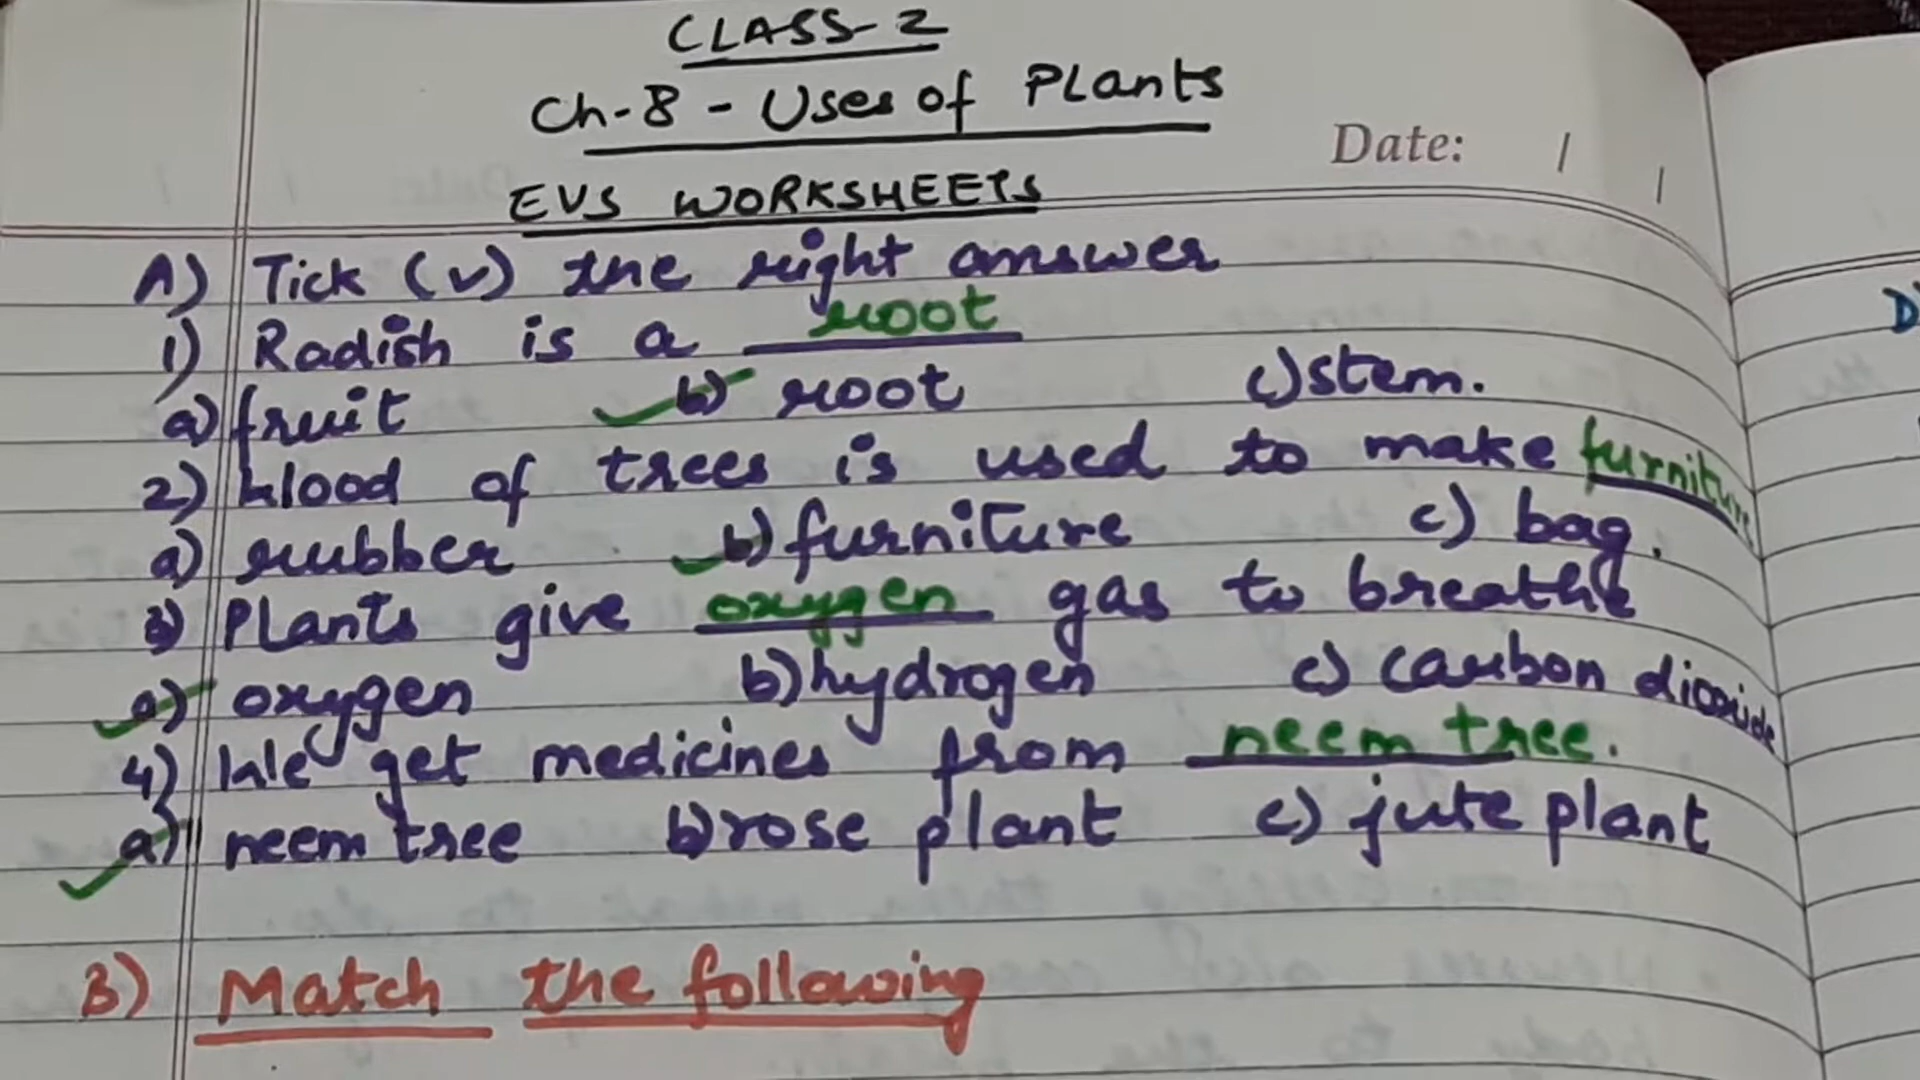 CLASS-2
Ch-8 - Uses of Plants
Date: / /
EVS WORKSHEETS
A) Tick (✓) the right answer
1) Radish is a root
a) fruit b) root c) stem.
2) Wood of trees is used to make furniture
a) rubber b) furniture c) bag.
3) Plants give oxygen gas to breathe
a) oxygen b) hydrogen c) carbon dioxide
4) We get medicines from neem tree.
a) neem tree b) rose plant c) jute plant
B) Match the following
D